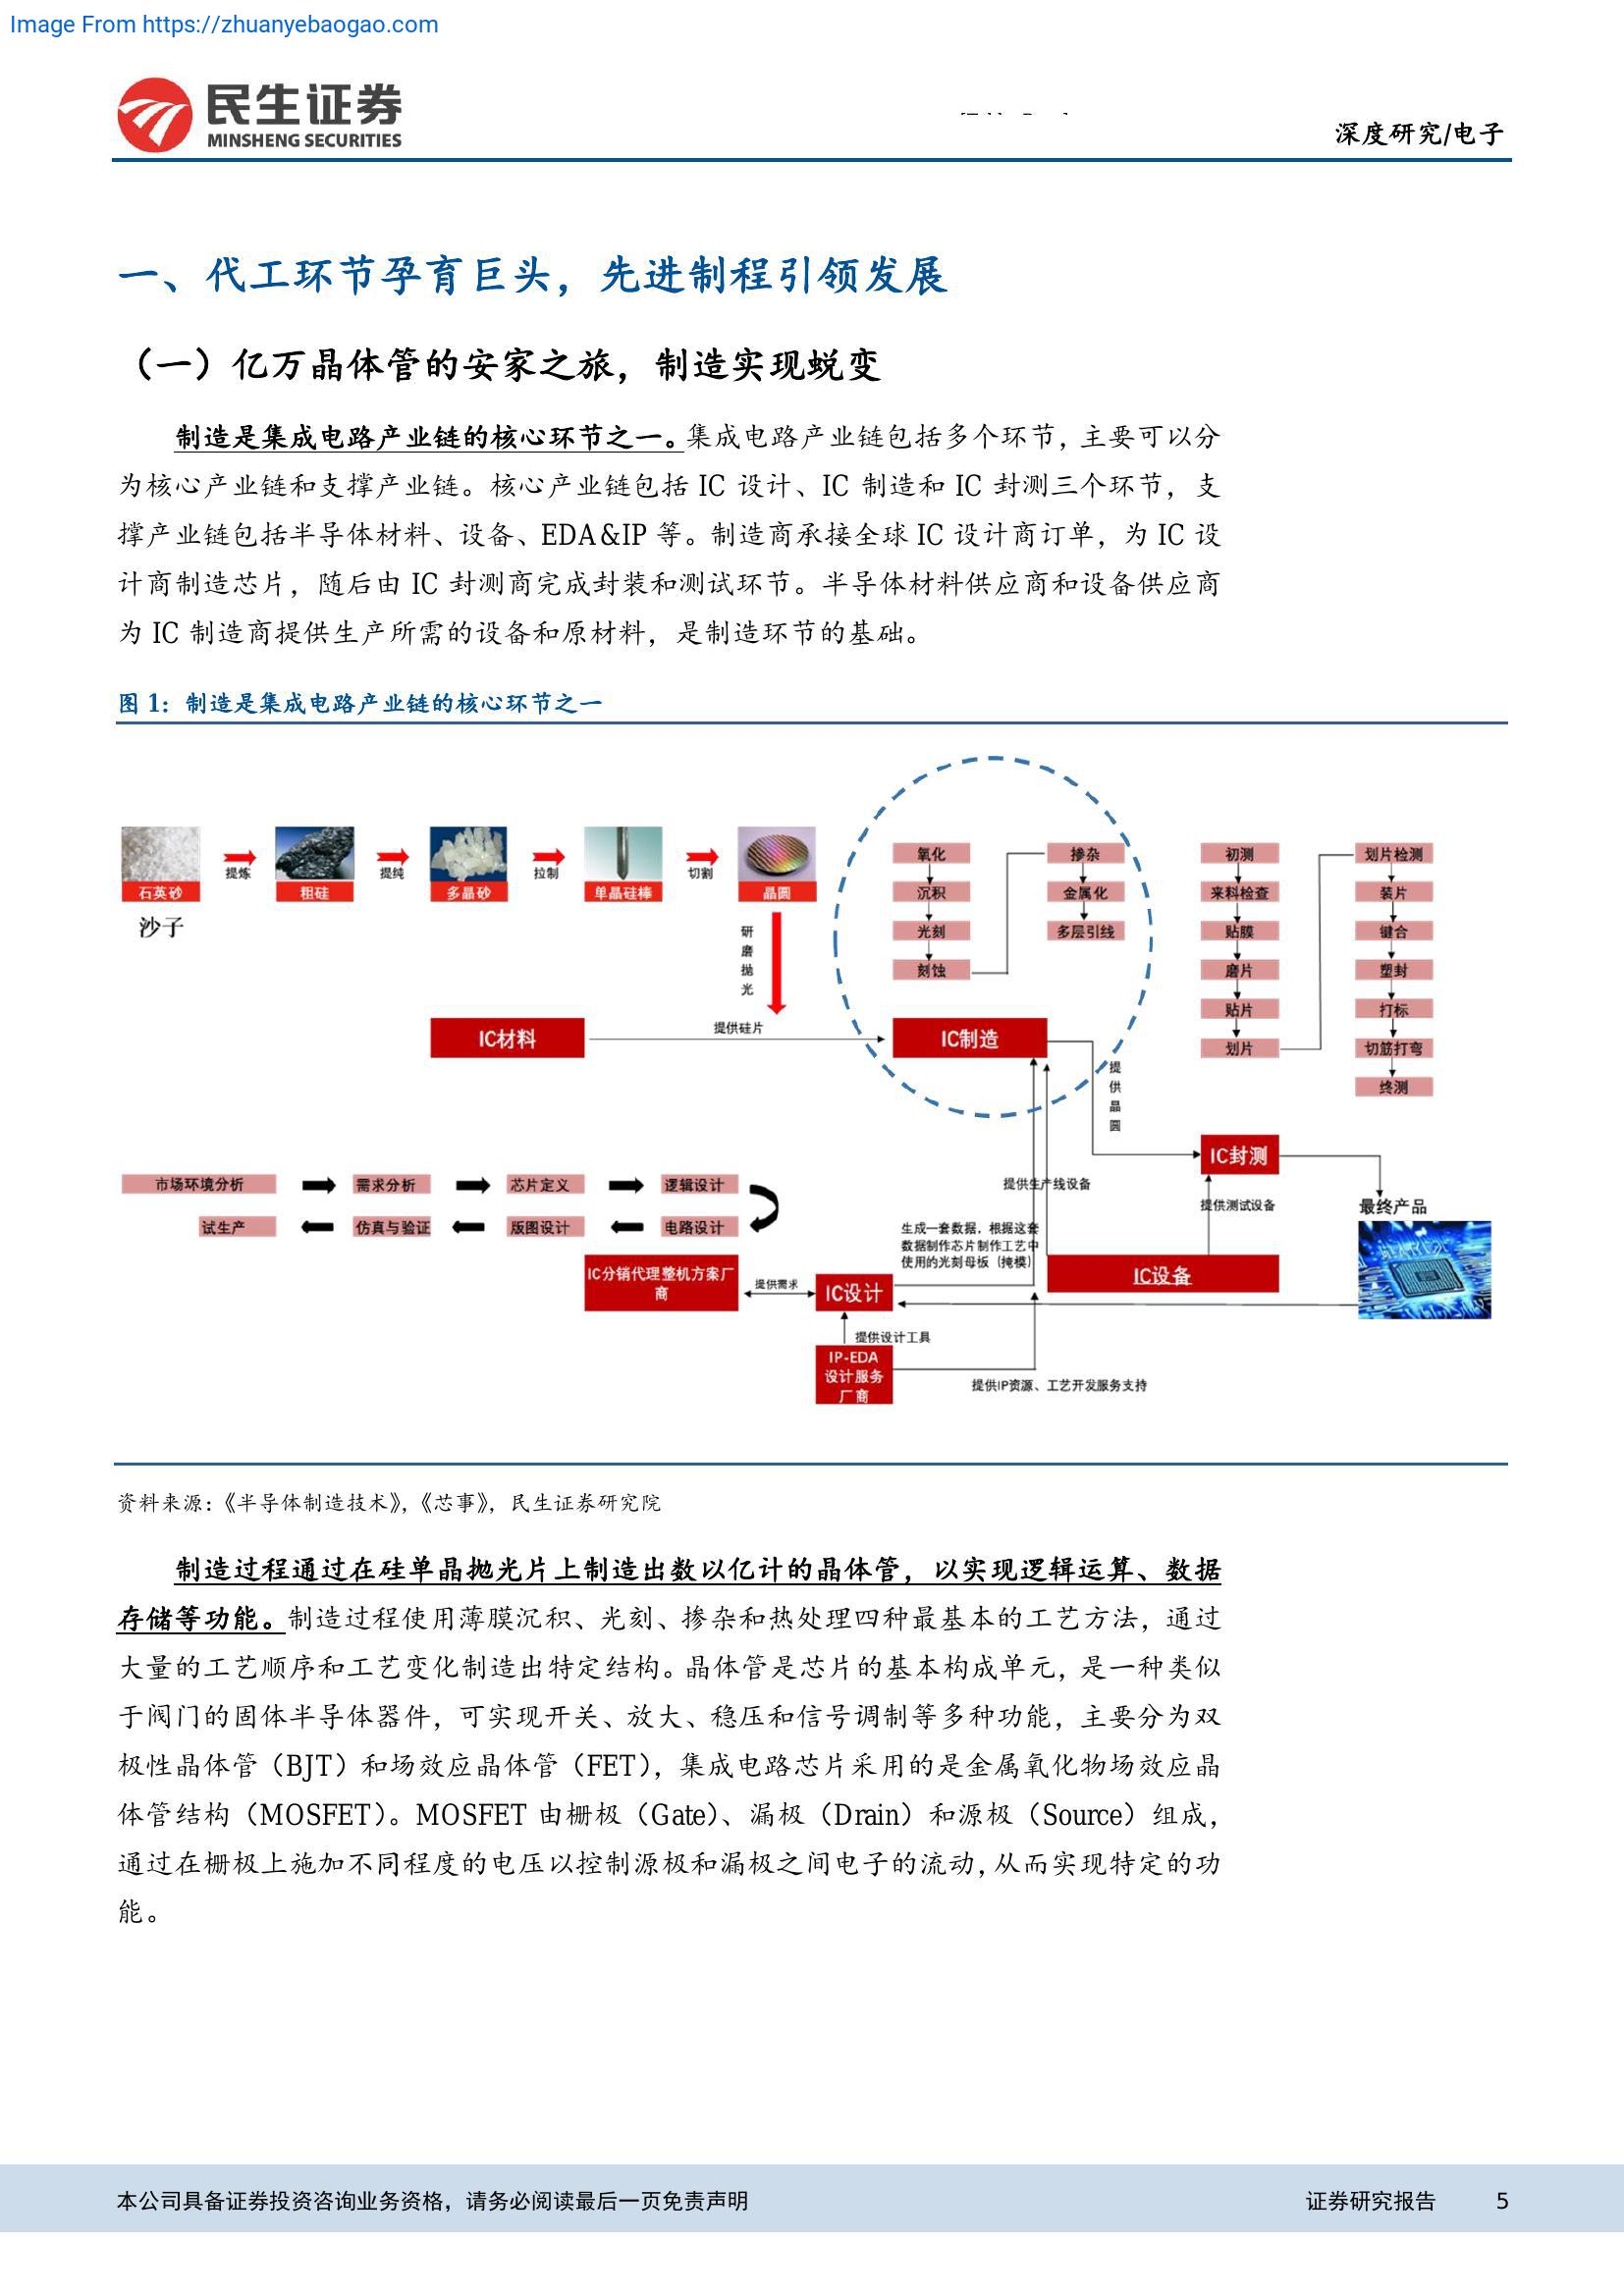 Image From https://zhuanyebaogao.com
民生证券
MINSHENG SECURITIES
深度研究/电子
一、代工环节孕育巨头，先进制程引领发展
（一）亿万晶体管的安家之旅，制造实现蜕变
制造是集成电路产业链的核心环节之一。集成电路产业链包括多个环节，主要可以分
为核心产业链和支撑产业链。核心产业链包括 IC 设计、IC 制造和 IC 封测三个环节，支
撑产业链包括半导体材料、设备、EDA&IP 等。制造商承接全球 IC 设计商订单，为 IC 设
计商制造芯片，随后由 IC 封测商完成封装和测试环节。半导体材料供应商和设备供应商
为 IC 制造商提供生产所需的设备和原材料，是制造环节的基础。
图 1：制造是集成电路产业链的核心环节之一
石英砂
提炼
粗硅
提纯
多晶砂
拉制
单晶硅棒
切割
晶圆
沙子
研磨抛光
氧化
沉积
光刻
刻蚀
掺杂
金属化
多层引线
初测
来料检查
贴膜
磨片
贴片
划片
划片检测
装片
键合
塑封
打标
切筋打弯
终测
IC材料
提供硅片
IC制造
提供晶圆
IC封测
市场环境分析
需求分析
芯片定义
逻辑设计
试生产
仿真与验证
版图设计
电路设计
提供生产线设备
提供测试设备
最终产品
生成一套数据，根据这套
数据制作芯片制作工艺中
使用的光刻母板（掩模）
IC分销代理整机方案厂
商
提供需求
IC设计
IC设备
提供设计工具
IP-EDA
设计服务
厂商
提供IP资源、工艺开发服务支持
资料来源：《半导体制造技术》，《芯事》，民生证券研究院
制造过程通过在硅单晶抛光片上制造出数以亿计的晶体管，以实现逻辑运算、数据
存储等功能。制造过程使用薄膜沉积、光刻、掺杂和热处理四种最基本的工艺方法，通过
大量的工艺顺序和工艺变化制造出特定结构。晶体管是芯片的基本构成单元，是一种类似
于阀门的固体半导体器件，可实现开关、放大、稳压和信号调制等多种功能，主要分为双
极性晶体管（BJT）和场效应晶体管（FET），集成电路芯片采用的是金属氧化物场效应晶
体管结构（MOSFET）。MOSFET 由栅极（Gate）、漏极（Drain）和源极（Source）组成，
通过在栅极上施加不同程度的电压以控制源极和漏极之间电子的流动，从而实现特定的功
能。
本公司具备证券投资咨询业务资格，请务必阅读最后一页免责声明
证券研究报告 5